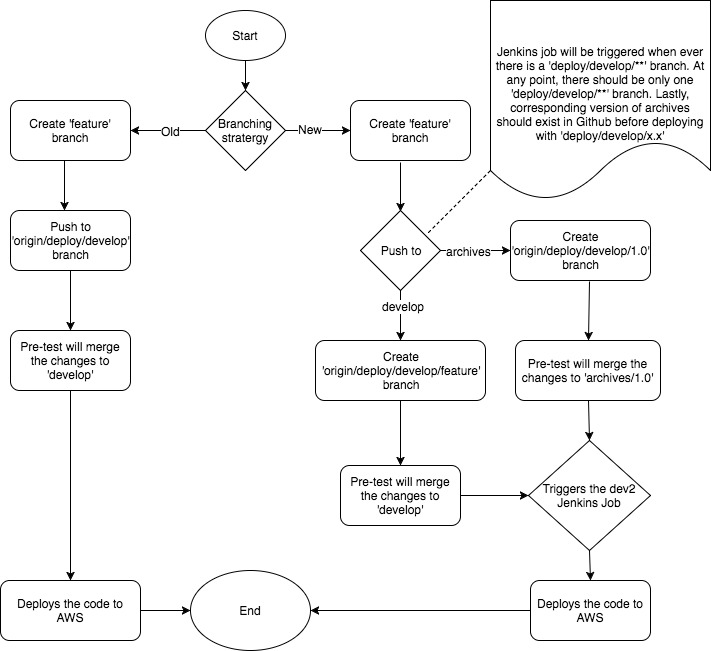 Start
Jenkins job will be triggered when ever
there is a 'deploy/develop/**' branch. At
any point, there should be only one
'deploy/develop/**' branch. Lastly,
corresponding version of archives
should exist in Github before deploying
with 'deploy/develop/x.x'
Branching
stratergy
Old
New
Create 'feature'
branch
Create 'feature'
branch
Push to
'origin/deploy/develop'
branch
Push to
archives
Create
'origin/deploy/develop/1.0'
branch
develop
Pre-test will merge
the changes to
'develop'
Create
'origin/deploy/develop/feature'
branch
Pre-test will merge the
changes to 'archives/1.0'
Pre-test will merge
the changes to
'develop'
Triggers the dev2
Jenkins Job
Deploys the code to
AWS
End
Deploys the code to
AWS